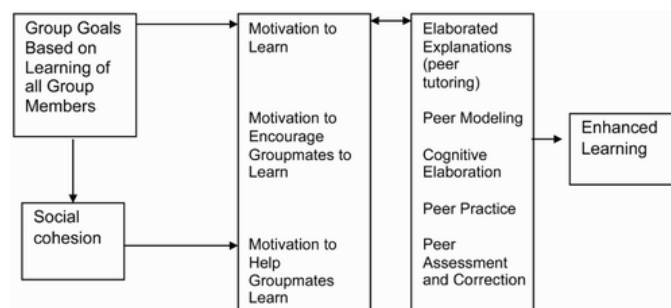 Group Goals
Based on
Learning of
all Group
Members
Social
cohesion
Motivation to
Learn
Motivation to
Encourage
Groupmates to
Learn
Motivation to
Help
Groupmates
Learn
Elaborated
Explanations
(peer
tutoring)
Peer Modeling
Cognitive
Elaboration
Peer Practice
Peer
Assessment
and Correction
Enhanced
Learning